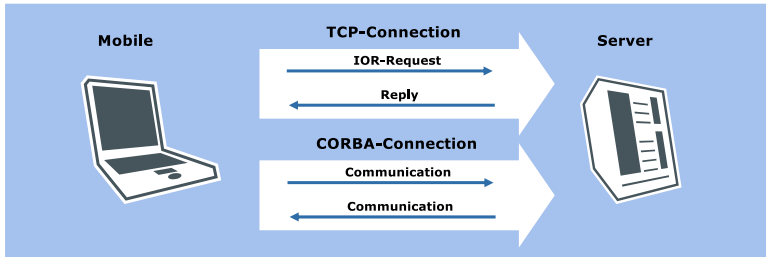 Mobile
TCP-Connection
Server
IOR-Request
Reply
CORBA-Connection
Communication
Communication